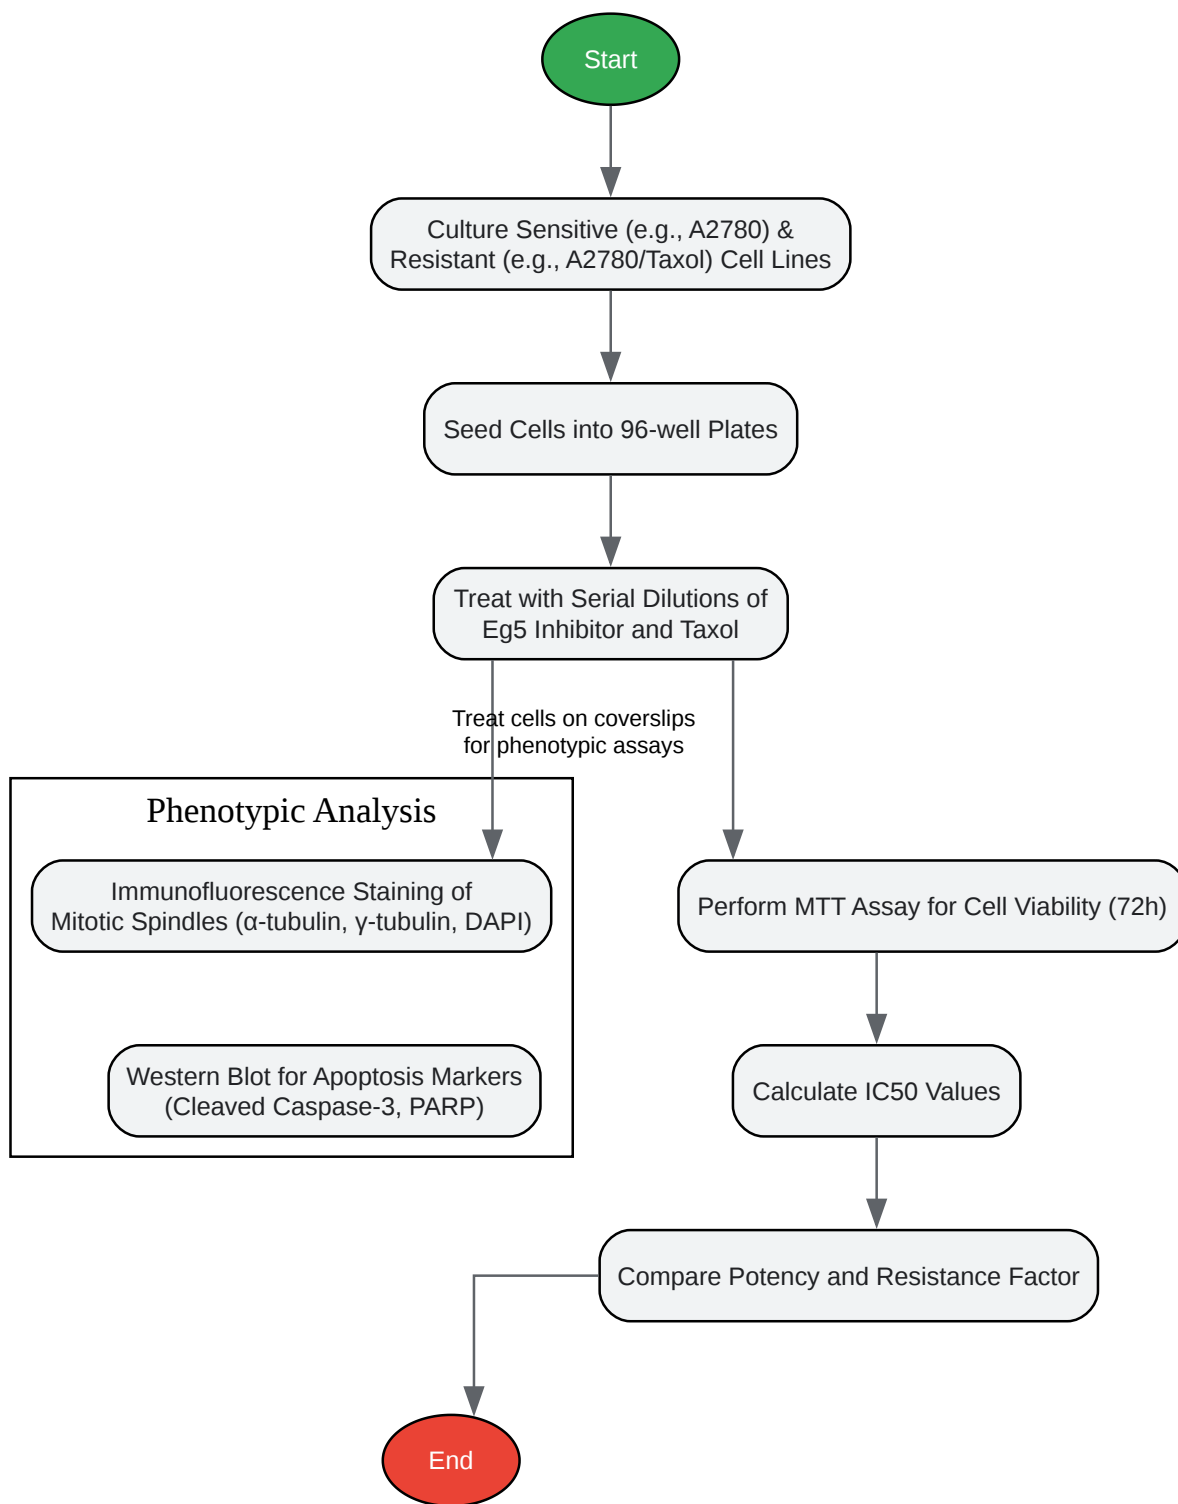 Start
Culture Sensitive (e.g., A2780) &
Resistant (e.g., A2780/Taxol) Cell Lines
Seed Cells into 96-well Plates
Treat with Serial Dilutions of
Eg5 Inhibitor and Taxol
Treat cells on coverslips
for phenotypic assays
Phenotypic Analysis
Immunofluorescence Staining of
Mitotic Spindles (α-tubulin, γ-tubulin, DAPI)
Perform MTT Assay for Cell Viability (72h)
Western Blot for Apoptosis Markers
(Cleaved Caspase-3, PARP)
Calculate IC50 Values
Compare Potency and Resistance Factor
End